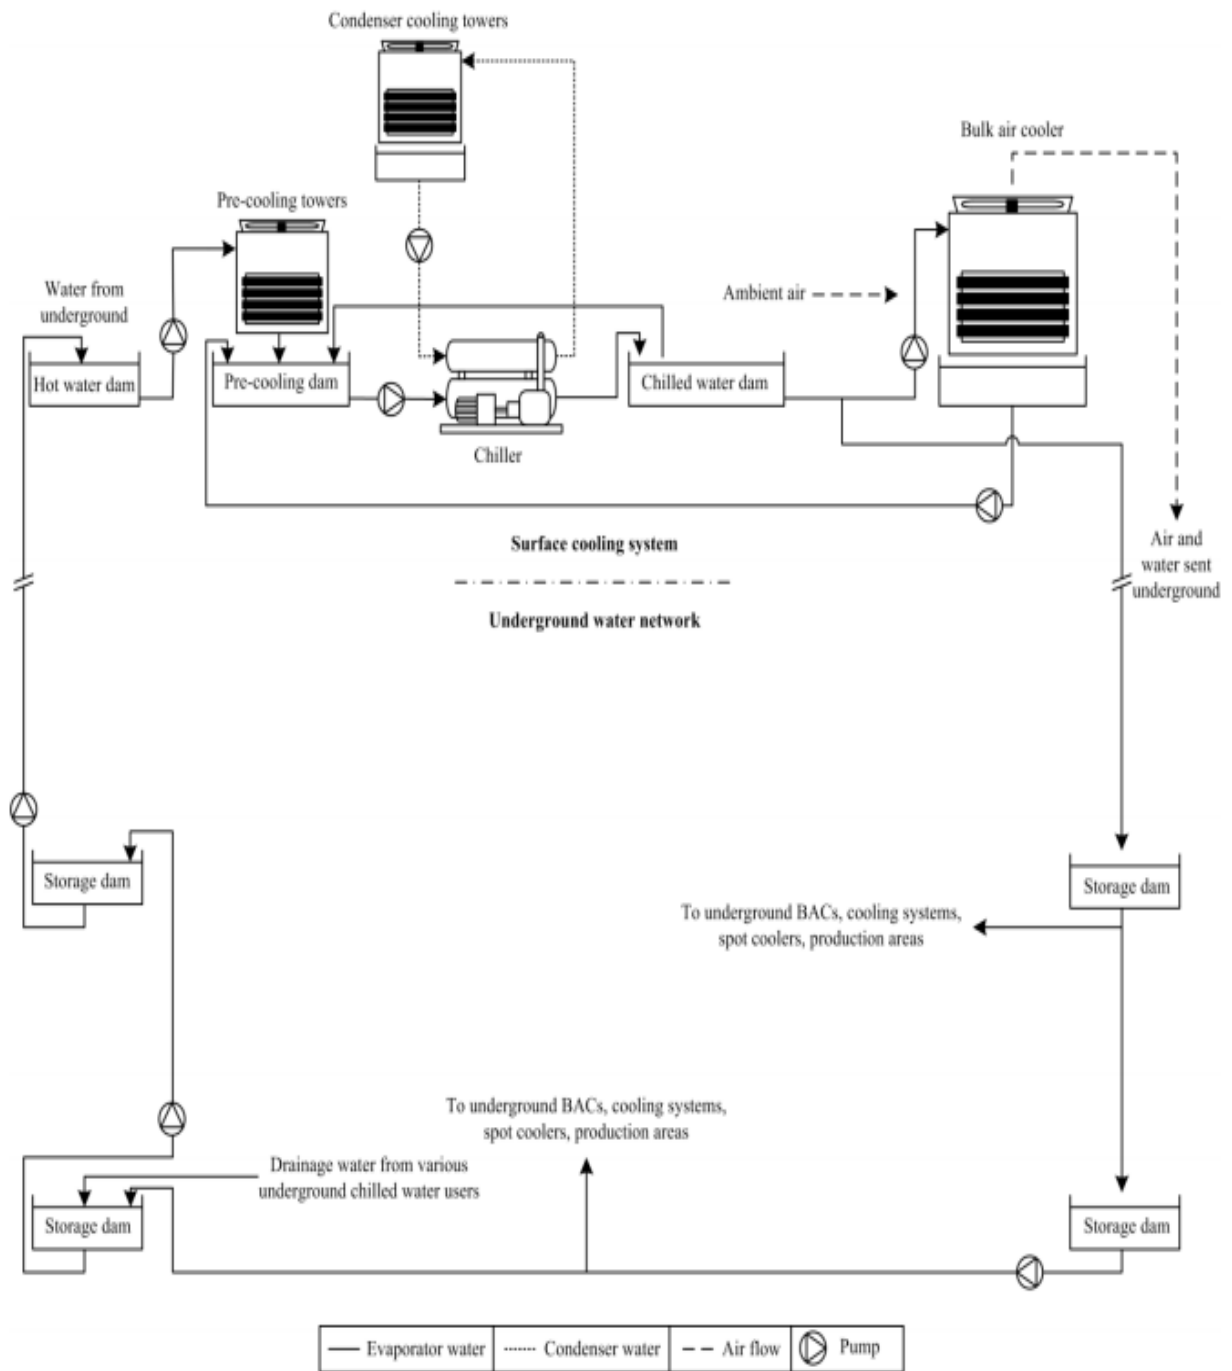 Condenser cooling towers
Bulk air cooler
Pre-cooling towers
Water from
underground
Ambient air
Hot water dam
Pre-cooling dam
Chilled water dam
Chiller
Surface cooling system
Air and
water sent
underground
Underground water network
Storage dam
Storage dam
To underground BACs, cooling systems,
spot coolers, production areas
To underground BACs, cooling systems,
spot coolers, production areas
Drainage water from various
underground chilled water users
Storage dam
Storage dam
Evaporator water
Condenser water
Air flow
Pump